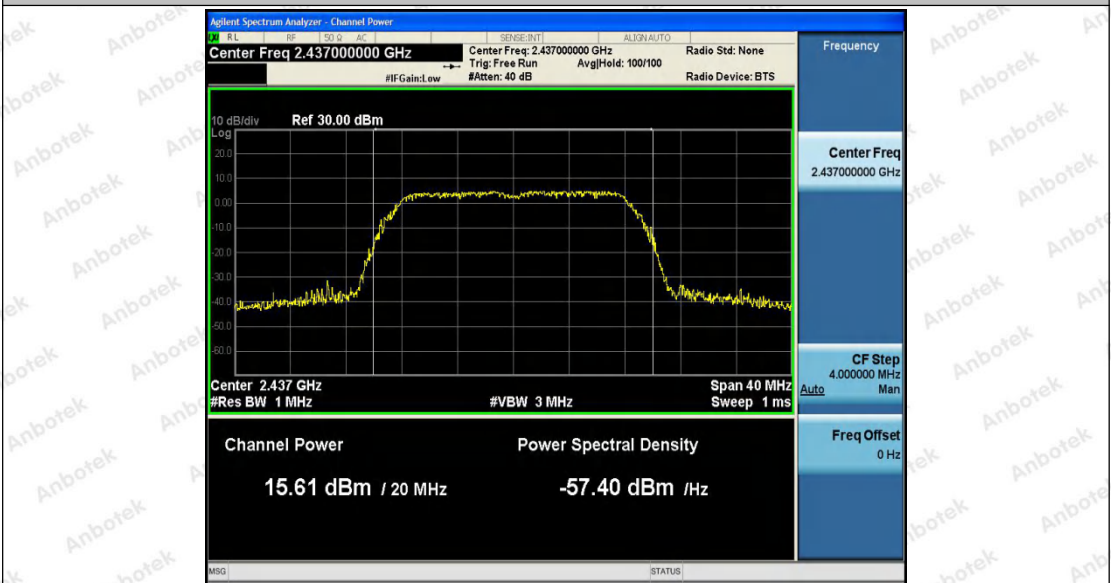 Agilent Spectrum Analyzer - Channel Power
LXI RL RF 50 Ω AC SENSE:INT ALIGN AUTO
Center Freq 2.437000000 GHz
Center Freq: 2.437000000 GHz
Radio Std: None
Trig: Free Run Avg|Hold: 100/100
#IFGain:Low
#Atten: 40 dB
Radio Device: BTS
Frequency
10 dB/div Ref 30.00 dBm
Log
20.0
10.0
0.00
-10.0
-20.0
-30.0
-40.0
-50.0
-60.0
Center Freq
2.437000000 GHz
Center 2.437 GHz
Span 40 MHz
#Res BW 1 MHz
#VBW 3 MHz
Sweep 1 ms
CF Step
4.000000 MHz
Auto Man
Freq Offset
0 Hz
Channel Power
Power Spectral Density
15.61 dBm / 20 MHz
-57.40 dBm /Hz
MSG
STATUS
Anbotek